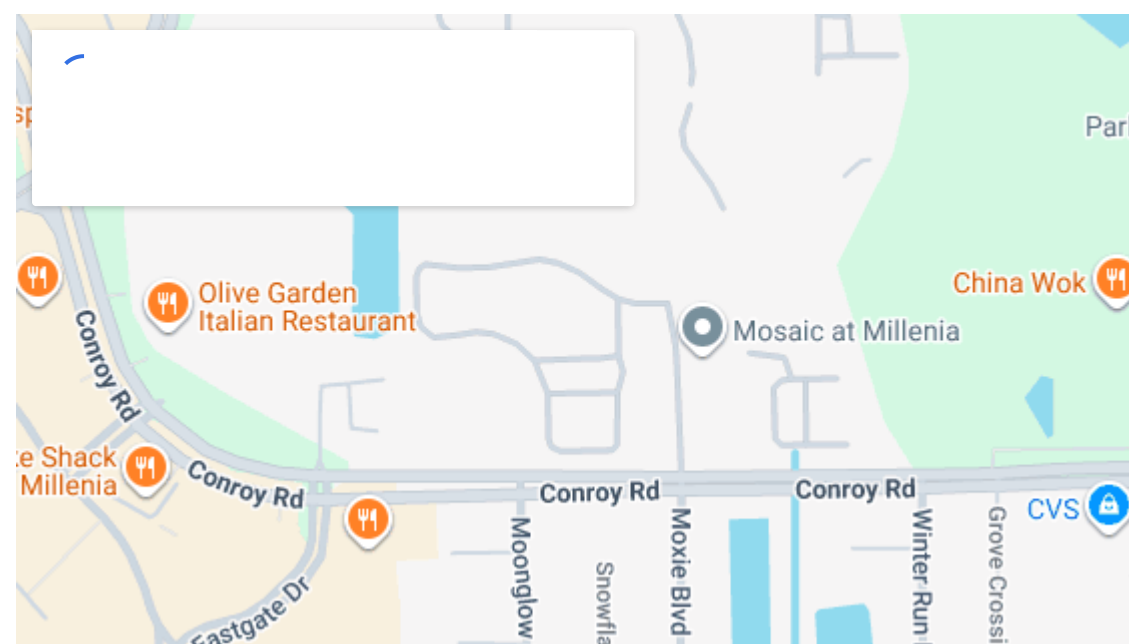 Par
China Wok
Olive Garden
Italian Restaurant
Mosaic at Millenia
Conroy Rd
Shack
Millenia
Conroy Rd
Conroy Rd
Conroy Rd
CVS
Moonglow
Moxie Blvd
Winter Run
Grove Crossi
Snowfla
Eastgate Dr